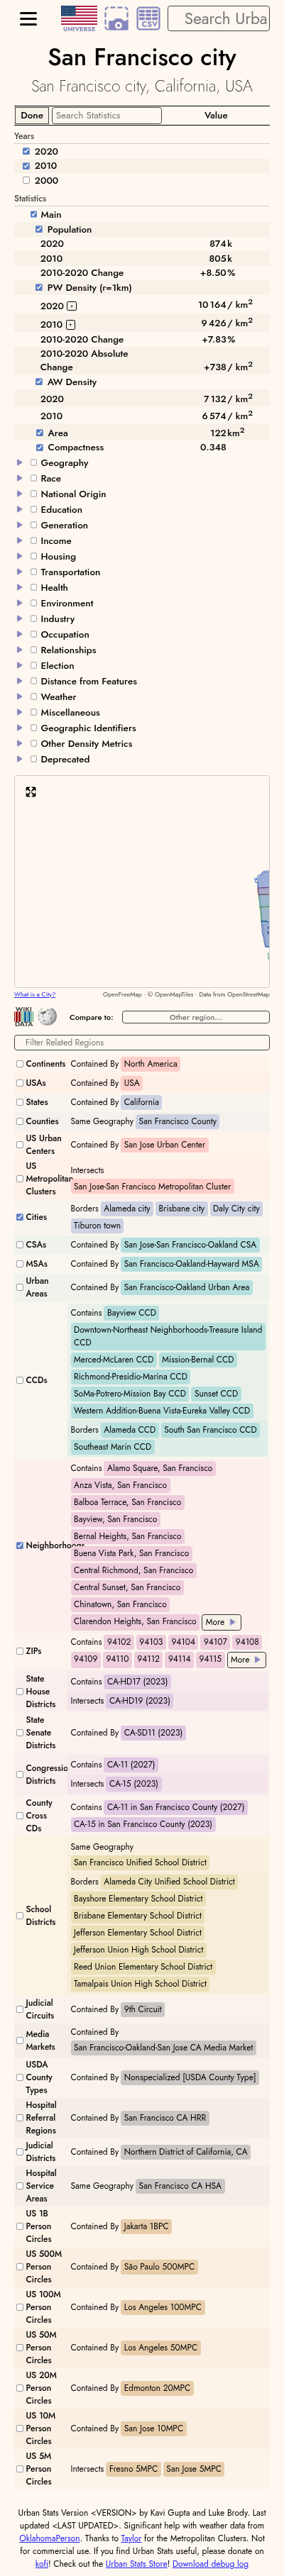 UNIVERSE
CSV
Search Urba
San Francisco city
San Francisco city, California, USA
Done
Search Statistics
Value
Years
2020
2010
2000
Statistics
Main
Population
2020 874k
2010 805k
2010-2020 Change +8.50%
PW Density (r=1km)
2020 + 10 164 / km2
2010 + 9 426 / km2
2010-2020 Change +7.83%
2010-2020 Absolute
Change +738 / km2
AW Density
2020 7 132 / km2
2010 6 574 / km2
Area 122 km2
Compactness 0.348
Geography
Race
National Origin
Education
Generation
Income
Housing
Transportation
Health
Environment
Industry
Occupation
Relationships
Election
Distance from Features
Weather
Miscellaneous
Geographic Identifiers
Other Density Metrics
Deprecated
What is a City?
OpenFreeMap · © OpenMapTiles · Data from OpenStreetMap
WIKI
DATA
Compare to:
Other region...
Filter Related Regions
Continents Contained By North America
USAs Contained By USA
States Contained By California
Counties Same Geography San Francisco County
US Urban
Centers
Contained By San Jose Urban Center
US
Metropolitan
Clusters
Intersects
San Jose-San Francisco Metropolitan Cluster
Cities
Borders Alameda city Brisbane city Daly City city
Tiburon town
CSAs Contained By San Jose-San Francisco-Oakland CSA
MSAs Contained By San Francisco-Oakland-Hayward MSA
Urban
Areas
Contained By San Francisco-Oakland Urban Area
CCDs
Contains Bayview CCD
Downtown-Northeast Neighborhoods-Treasure Island
CCD
Merced-McLaren CCD Mission-Bernal CCD
Richmond-Presidio-Marina CCD
SoMa-Potrero-Mission Bay CCD Sunset CCD
Western Addition-Buena Vista-Eureka Valley CCD
Borders Alameda CCD South San Francisco CCD
Southeast Marin CCD
Neighborhoods
Contains Alamo Square, San Francisco
Anza Vista, San Francisco
Balboa Terrace, San Francisco
Bayview, San Francisco
Bernal Heights, San Francisco
Buena Vista Park, San Francisco
Central Richmond, San Francisco
Central Sunset, San Francisco
Chinatown, San Francisco
Clarendon Heights, San Francisco More
ZIPs
Contains 94102 94103 94104 94107 94108
94109 94110 94112 94114 94115 More
State
House
Districts
Contains CA-HD17 (2023)
Intersects CA-HD19 (2023)
State
Senate
Districts
Contained By CA-SD11 (2023)
Congressio
Districts
Contains CA-11 (2027)
Intersects CA-15 (2023)
County
Cross
CDs
Contains CA-11 in San Francisco County (2027)
CA-15 in San Francisco County (2023)
School
Districts
Same Geography
San Francisco Unified School District
Borders Alameda City Unified School District
Bayshore Elementary School District
Brisbane Elementary School District
Jefferson Elementary School District
Jefferson Union High School District
Reed Union Elementary School District
Tamalpais Union High School District
Judicial
Circuits
Contained By 9th Circuit
Media
Markets
Contained By
San Francisco-Oakland-San Jose CA Media Market
USDA
County
Types
Contained By Nonspecialized [USDA County Type]
Hospital
Referral
Regions
Contained By San Francisco CA HRR
Judicial
Districts
Contained By Northern District of California, CA
Hospital
Service
Areas
Same Geography San Francisco CA HSA
US 1B
Person
Circles
Contained By Jakarta 1BPC
US 500M
Person
Circles
Contained By São Paulo 500MPC
US 100M
Person
Circles
Contained By Los Angeles 100MPC
US 50M
Person
Circles
Contained By Los Angeles 50MPC
US 20M
Person
Circles
Contained By Edmonton 20MPC
US 10M
Person
Circles
Contained By San Jose 10MPC
US 5M
Person
Circles
Intersects Fresno 5MPC San Jose 5MPC
Urban Stats Version <VERSION> by Kavi Gupta and Luke Brody. Last
updated <LAST UPDATED>. Significant help with weather data from
OklahomaPerson. Thanks to Taylor for the Metropolitan Clusters. Not
for commercial use. If you find Urban Stats useful, please donate on
kofi! Check out the Urban Stats Store! Download debug log